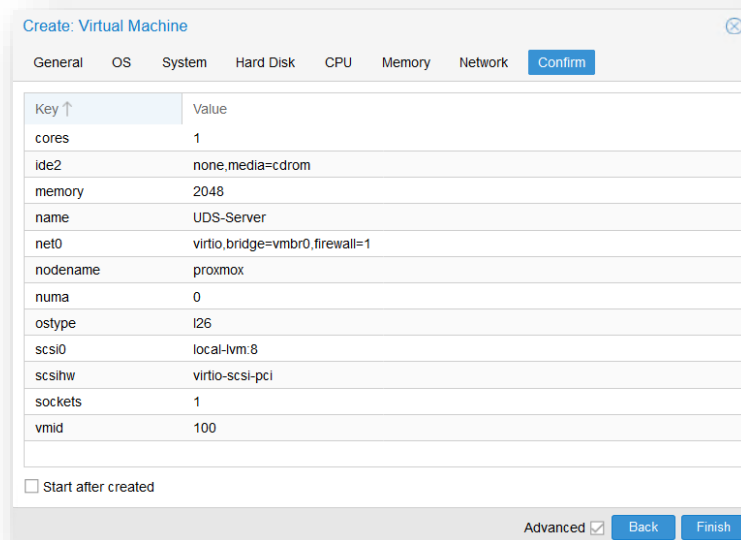 Create: Virtual Machine
General OS System Hard Disk CPU Memory Network Confirm
Key ↑ Value
cores 1
ide2 none,media=cdrom
memory 2048
name UDS-Server
net0 virtio,bridge=vmbr0,firewall=1
nodename proxmox
numa 0
ostype l26
scsi0 local-lvm:8
scsihw virtio-scsi-pci
sockets 1
vmid 100
Start after created
Advanced Back Finish